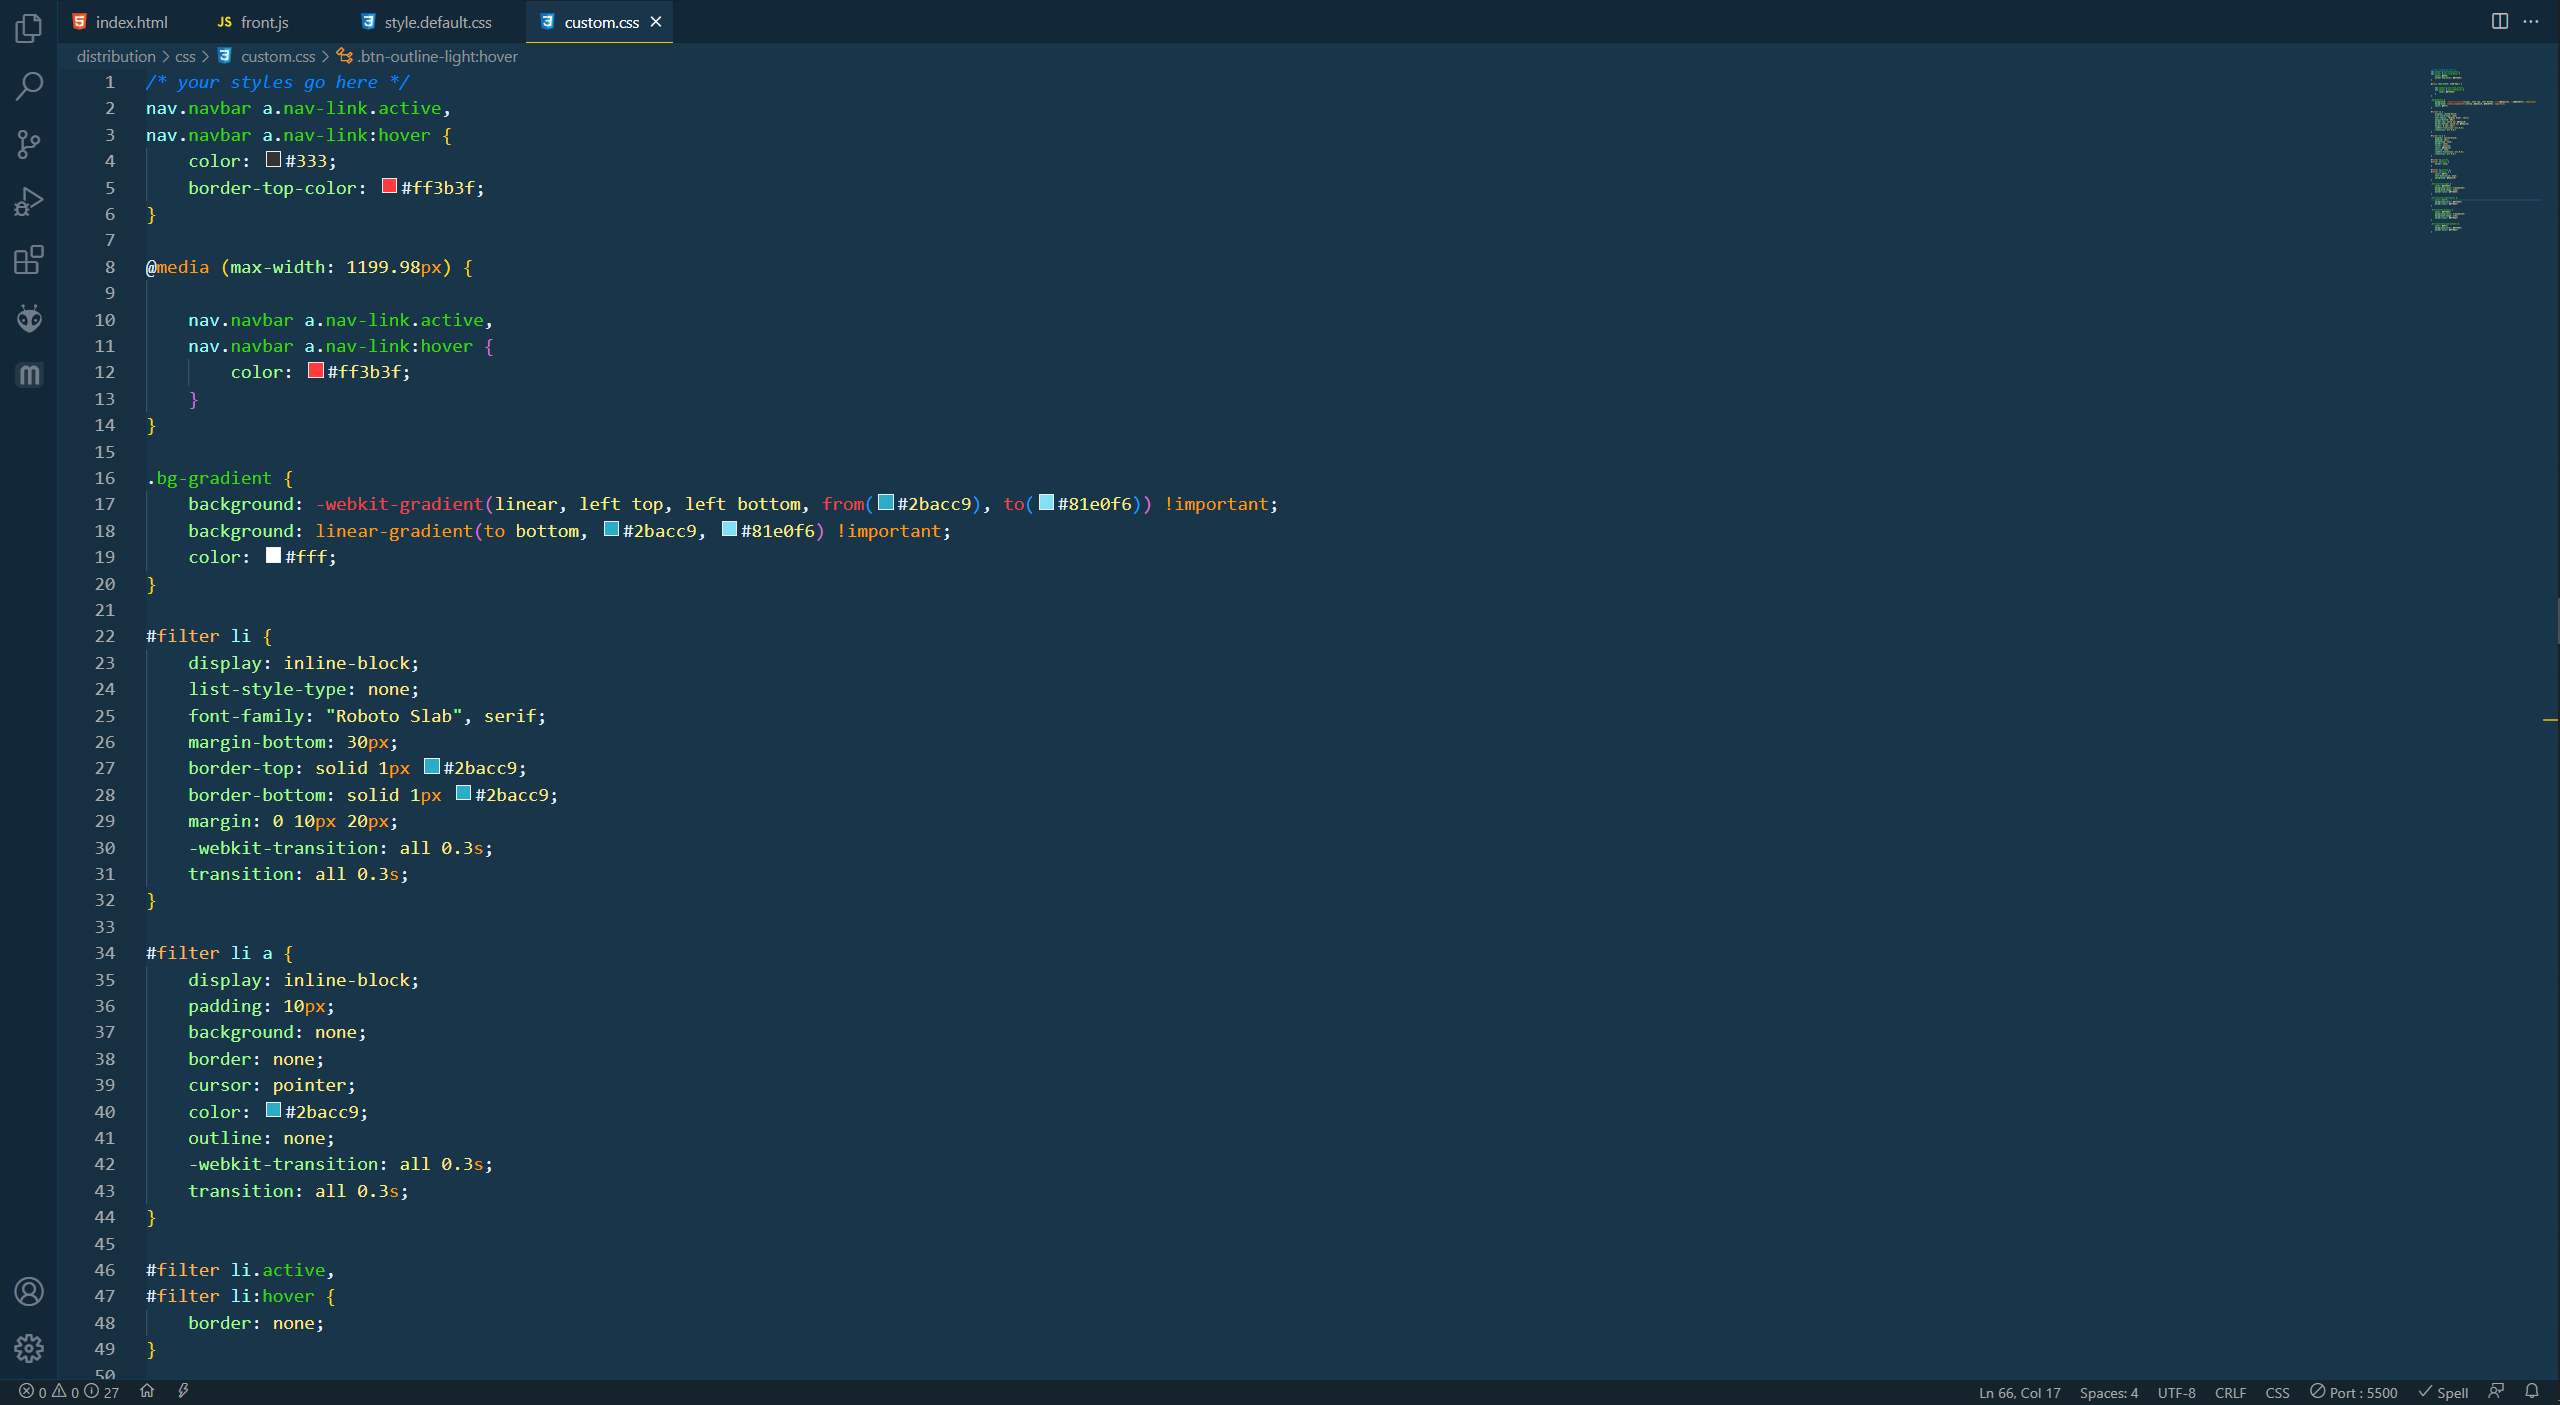 index.html
JS front.js
style.default.css
custom.css
distribution > css > custom.css > .btn-outline-light:hover
1 /* your styles go here */
2 nav.navbar a.nav-link.active,
3 nav.navbar a.nav-link:hover {
4     color: #333;
5     border-top-color: #ff3b3f;
6 }
7
8 @media (max-width: 1199.98px) {
9
10     nav.navbar a.nav-link.active,
11     nav.navbar a.nav-link:hover {
12         color: #ff3b3f;
13     }
14 }
15
16 .bg-gradient {
17     background: -webkit-gradient(linear, left top, left bottom, from(#2bacc9), to(#81e0f6)) !important;
18     background: linear-gradient(to bottom, #2bacc9, #81e0f6) !important;
19     color: #fff;
20 }
21
22 #filter li {
23     display: inline-block;
24     list-style-type: none;
25     font-family: "Roboto Slab", serif;
26     margin-bottom: 30px;
27     border-top: solid 1px #2bacc9;
28     border-bottom: solid 1px #2bacc9;
29     margin: 0 10px 20px;
30     -webkit-transition: all 0.3s;
31     transition: all 0.3s;
32 }
33
34 #filter li a {
35     display: inline-block;
36     padding: 10px;
37     background: none;
38     border: none;
39     cursor: pointer;
40     color: #2bacc9;
41     outline: none;
42     -webkit-transition: all 0.3s;
43     transition: all 0.3s;
44 }
45
46 #filter li.active,
47 #filter li:hover {
48     border: none;
49 }
50
0 0 27 Ln 66, Col 17 Spaces: 4 UTF-8 CRLF CSS Port : 5500 Spell